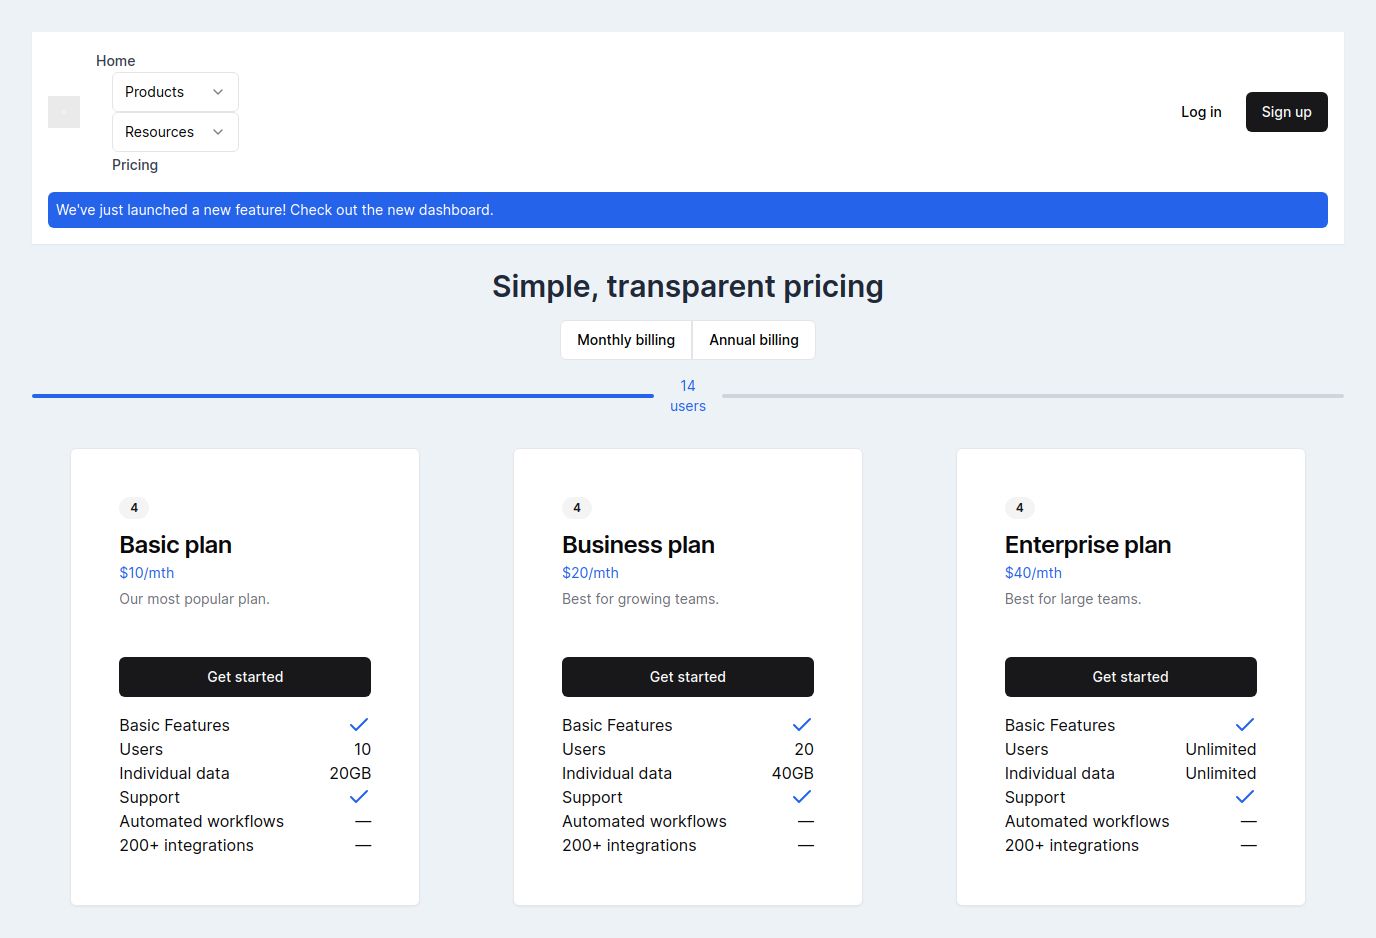 Home
Products
Resources
Pricing
Log in
Sign up
We've just launched a new feature! Check out the new dashboard.
Simple, transparent pricing
Monthly billing
Annual billing
14
users
4
Basic plan
$10/mth
Our most popular plan.
Get started
Basic Features
Users 10
Individual data 20GB
Support
Automated workflows —
200+ integrations —
4
Business plan
$20/mth
Best for growing teams.
Get started
Basic Features
Users 20
Individual data 40GB
Support
Automated workflows —
200+ integrations —
4
Enterprise plan
$40/mth
Best for large teams.
Get started
Basic Features
Users Unlimited
Individual data Unlimited
Support
Automated workflows —
200+ integrations —